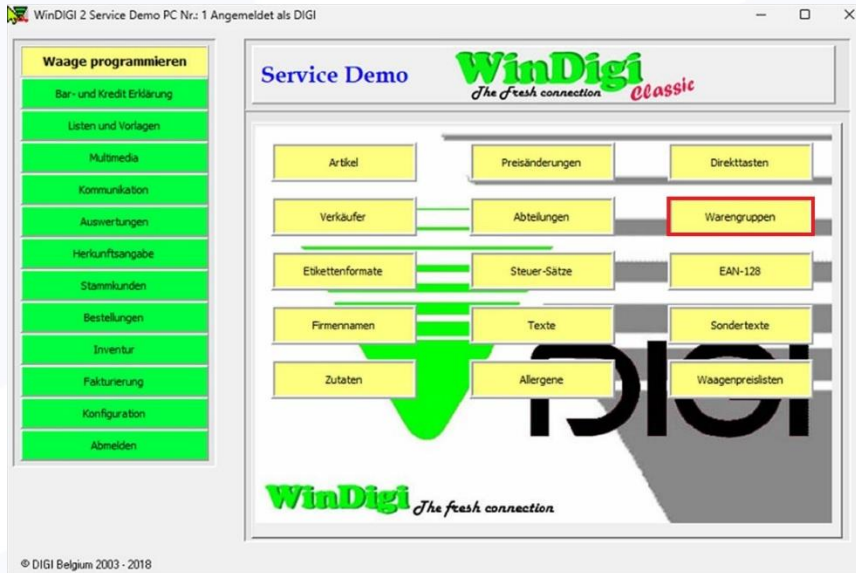 WinDIGI 2 Service Demo PC Nr.: 1 Angemeldet als DIGI
Waage programmieren
Bar- und Kredit Erklärung
Listen und Vorlagen
Multimedia
Kommunikation
Auswertungen
Herkunftsangabe
Stammkunden
Bestellungen
Inventur
Fakturierung
Konfiguration
Abmelden
Service Demo
WinDigi
The Fresh connection
Classic
Artikel
Preisänderungen
Direkttasten
Verkäufer
Abteilungen
Warengruppen
Etikettenformate
Steuer-Sätze
EAN-128
Firmennamen
Texte
Sondertexte
Zutaten
Allergene
Waagenpreislisten
DIGI
WinDigi The fresh connection
© DIGI Belgium 2003 - 2018